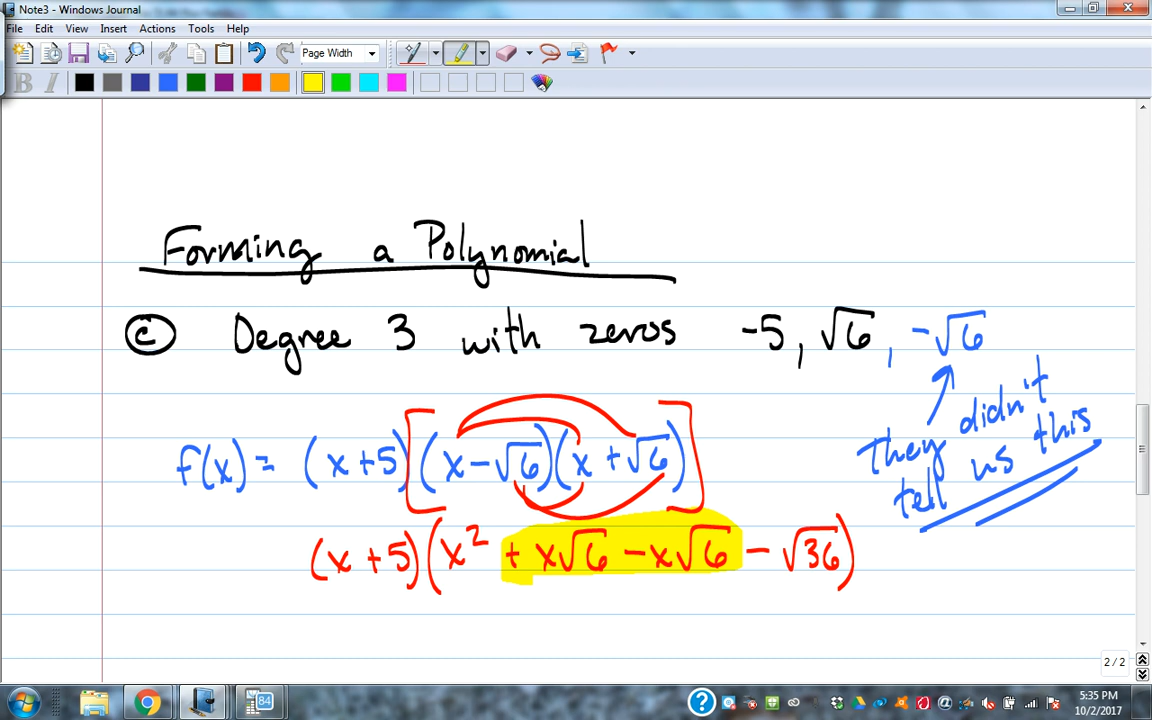 Note3 - Windows Journal
File Edit View Insert Actions Tools Help
Page Width
B I
Forming a Polynomial
c Degree 3 with zeros -5, √6, -√6
They didn't
tell us this
f(x) = (x+5)[(x-√6)(x+√6)]
(x+5)(x² + x√6 - x√6 - √36)
2 / 2
84
5:35 PM
10/2/2017